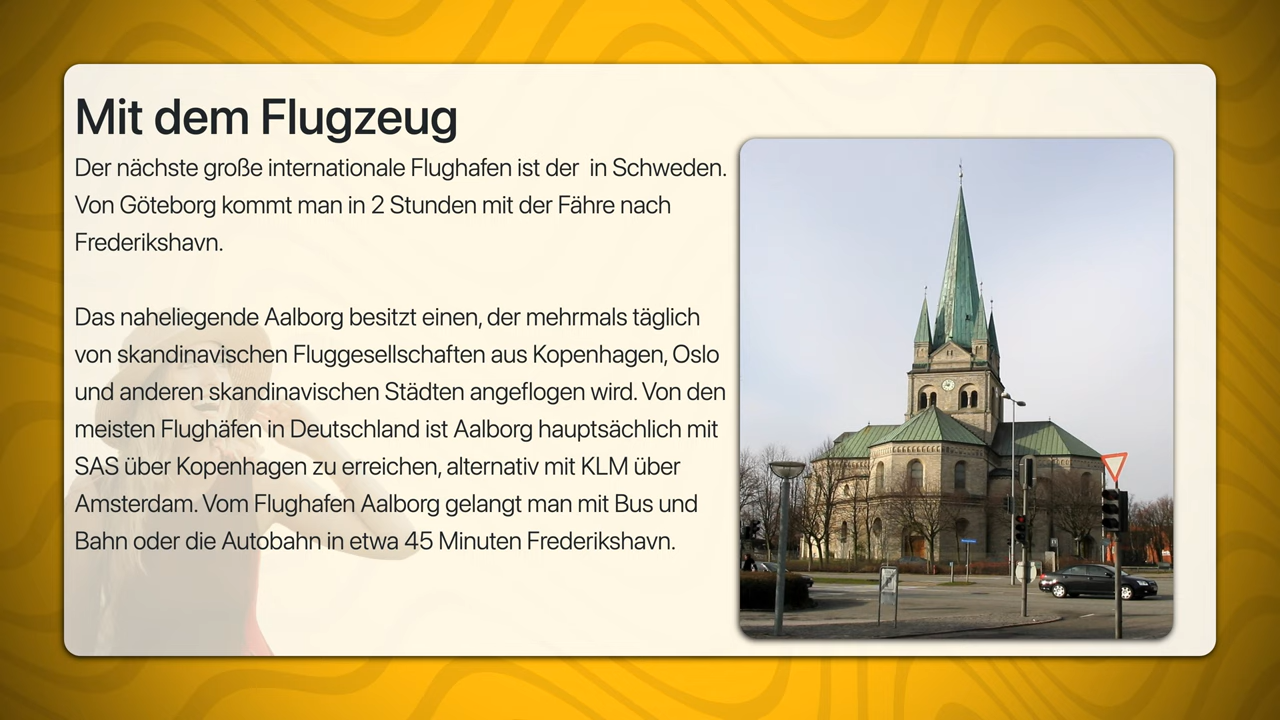 Mit dem Flugzeug
Der nächste große internationale Flughafen ist der  in Schweden.
Von Göteborg kommt man in 2 Stunden mit der Fähre nach
Frederikshavn.
Das naheliegende Aalborg besitzt einen, der mehrmals täglich
von skandinavischen Fluggesellschaften aus Kopenhagen, Oslo
und anderen skandinavischen Städten angeflogen wird. Von den
meisten Flughäfen in Deutschland ist Aalborg hauptsächlich mit
SAS über Kopenhagen zu erreichen, alternativ mit KLM über
Amsterdam. Vom Flughafen Aalborg gelangt man mit Bus und
Bahn oder die Autobahn in etwa 45 Minuten Frederikshavn.